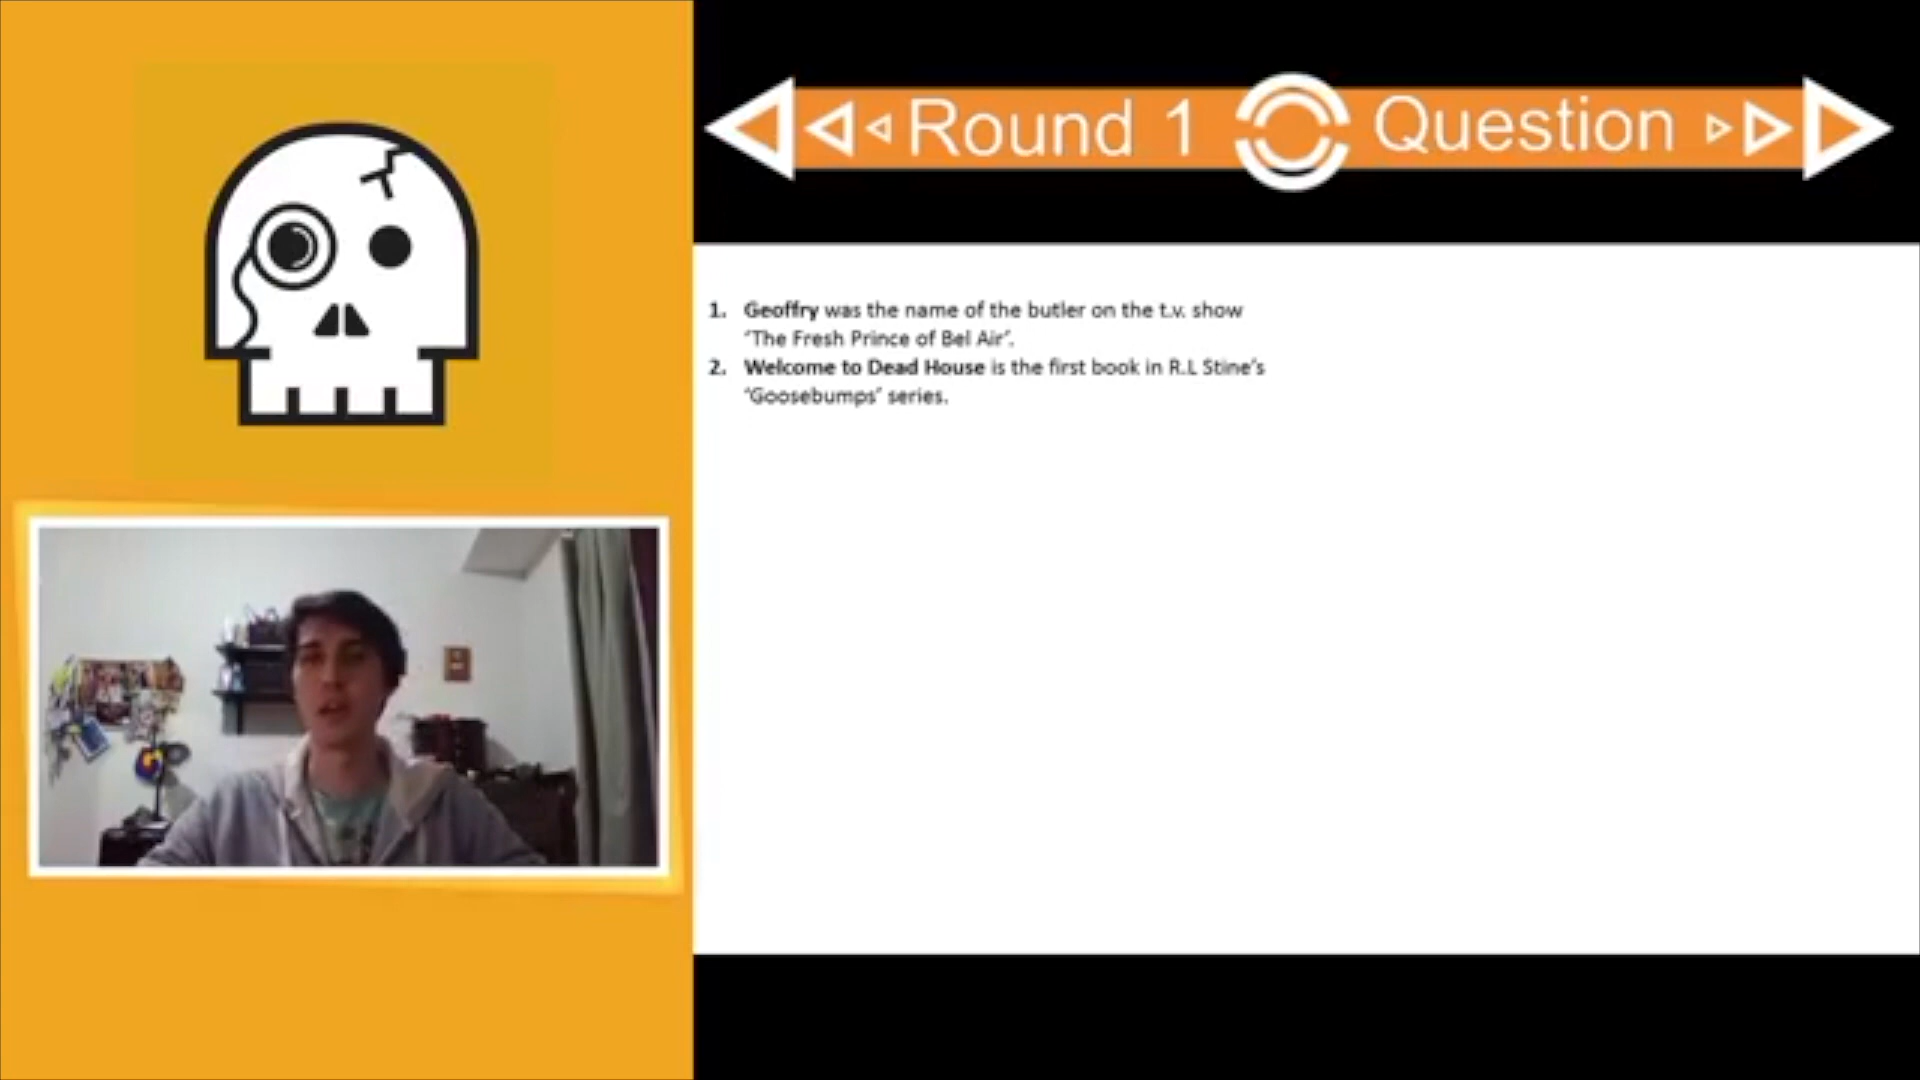 Round 1 Question
1. Geoffry was the name of the butler on the t.v. show
'The Fresh Prince of Bel Air'.
2. Welcome to Dead House is the first book in R.L Stine's
'Goosebumps' series.